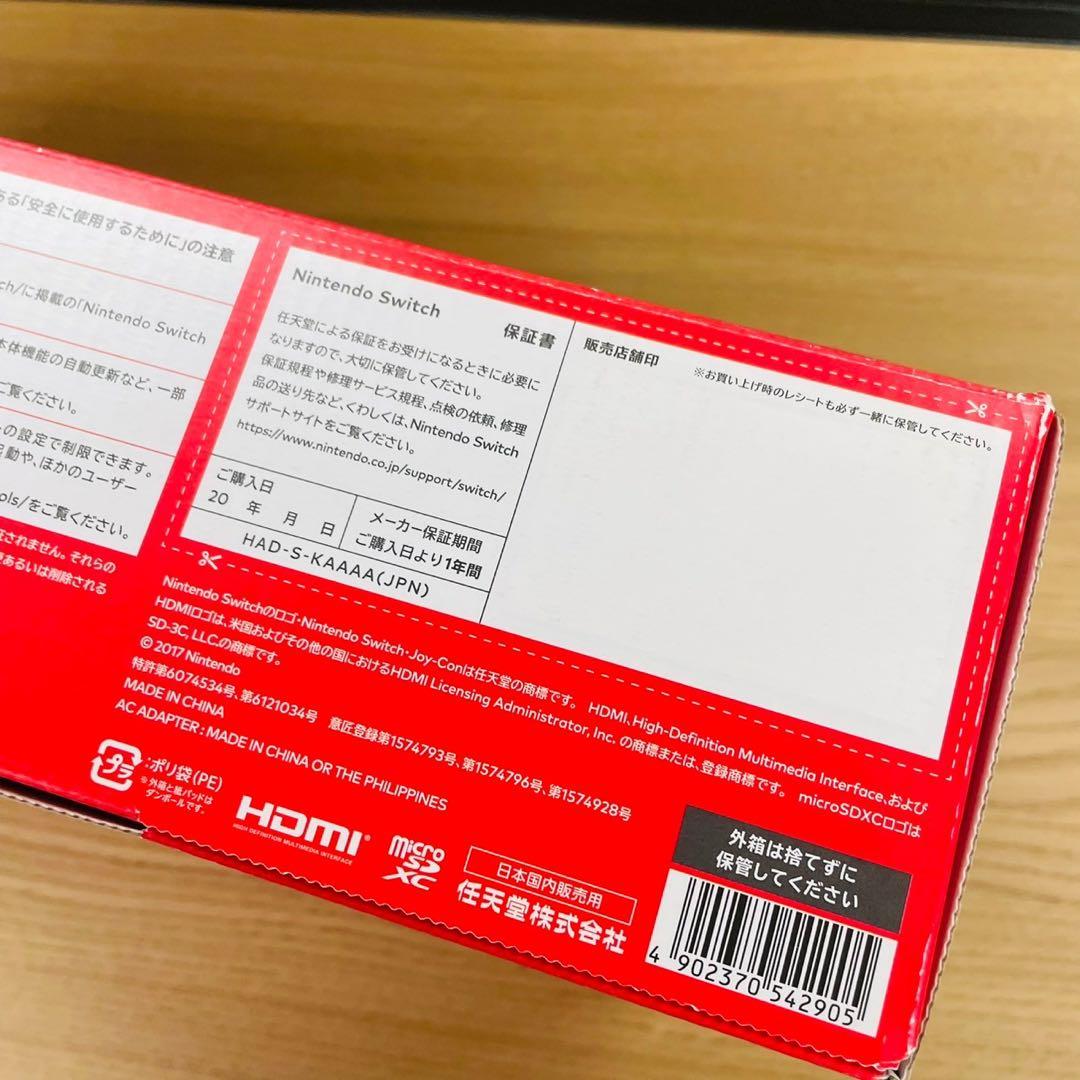 ある「安全に使用するために」の注意
ch/に掲載の「Nintendo Switch
本体機能の自動更新など、一部
ご覧ください。
の設定で制限できます。
起動や、ほかのユーザー
ols/をご覧ください。
証されません。それらの
更あるいは削除される
Nintendo Switch
保証書
任天堂による保証をお受けになるときに必要に
なりますので、大切に保管してください。
保証規程や修理サービス規程、点検の依頼、修理
品の送り先など、くわしくは、Nintendo Switch
サポートサイトをご覧ください。
https://www.nintendo.co.jp/support/switch/
ご購入日
20 年 月 日
メーカー保証期間
ご購入日より1年間
HAD-S-KAAAA(JPN)
販売店舗印
※お買い上げ時のレシートも必ず一緒に保管してください。
Nintendo Switchのロゴ・Nintendo Switch・Joy-Conは任天堂の商標です。 HDMI、High-Definition Multimedia Interface、および
HDMIロゴは、米国およびその他の国におけるHDMI Licensing Administrator, Inc. の商標または、登録商標です。 microSDXCロゴは
SD-3C, LLC.の商標です。
© 2017 Nintendo
特許第6074534号、第6121034号 意匠登録第1574793号、第1574796号、第1574928号
MADE IN CHINA
AC ADAPTER : MADE IN CHINA OR THE PHILIPPINES
プラ
:ポリ袋(PE)
※外箱と紙パッドは
ダンボールです。
HDMI®
HIGH DEFINITION MULTIMEDIA INTERFACE
micro
SD
XC
日本国内販売用
任天堂株式会社
外箱は捨てずに
保管してください
4 902370 542905